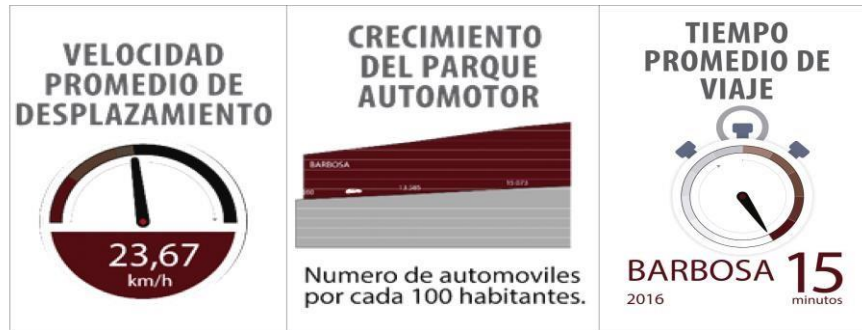 VELOCIDAD
PROMEDIO DE
DESPLAZAMIENTO
23,67
km/h
CRECIMIENTO
DEL PARQUE
AUTOMOTOR
BARBOSA
13.585
15.073
Numero de automoviles
por cada 100 habitantes.
TIEMPO
PROMEDIO DE
VIAJE
BARBOSA 15
2016 minutos